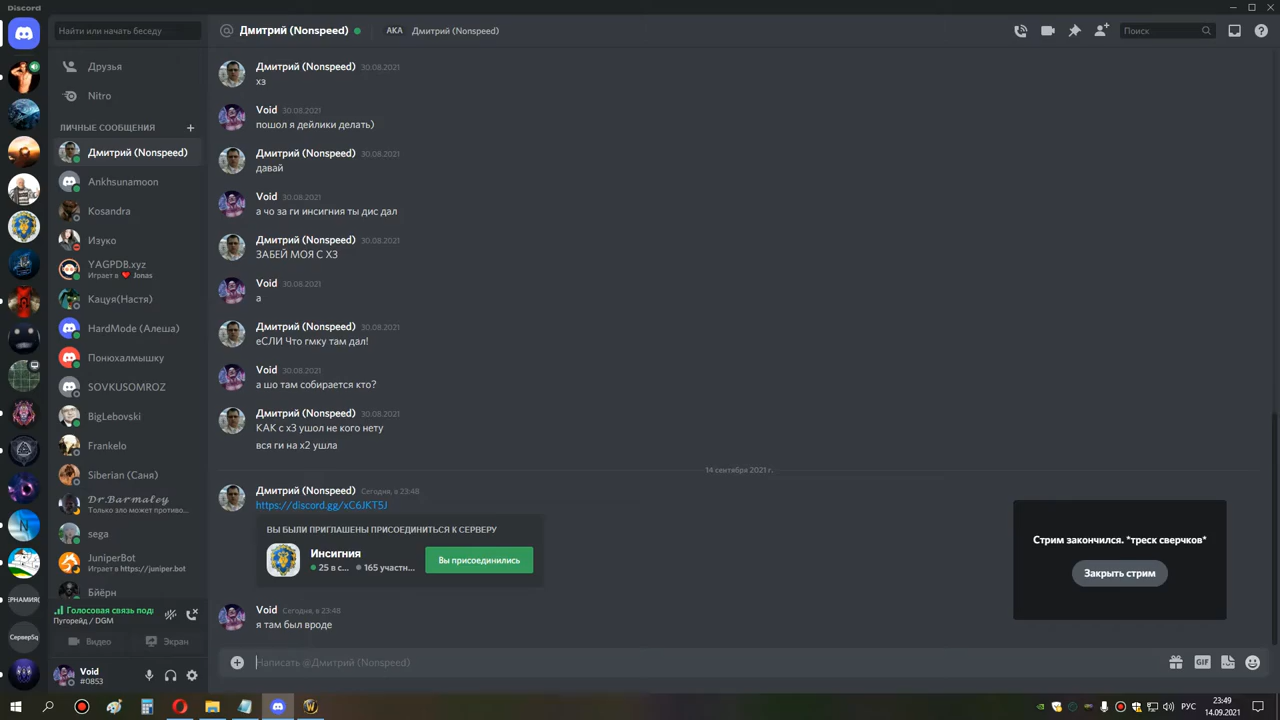 Discord
Найти или начать беседу
Дмитрий (Nonspeed)
AKA
Дмитрий (Nonspeed)
Поиск
Друзья
Nitro
ЛИЧНЫЕ СООБЩЕНИЯ
Дмитрий (Nonspeed)
Ankhsunamoon
Kosandra
Изуко
YAGPDB.xyz
Играет в ❤️ Jonas
Кацуя(Настя)
HardMode (Алеша)
Понюхалмышку
SOVKUSOMROZ
BigLebovski
Frankelo
Siberian (Саня)
𝓓𝓻.𝓑𝓪𝓻𝓶𝓪𝓵𝓮𝔂
Только зло может противо...
sega
JuniperBot
Играет в https://juniper.bot
Бйёрн
Голосовая связь подк
Пугорейд / DGM
Видео
Экран
Void
#0853
ЕРНАМИЯ(
СерверSq
Дмитрий (Nonspeed) 30.08.2021
хз
Void 30.08.2021
пошол я дейлики делать)
Дмитрий (Nonspeed) 30.08.2021
давай
Void 30.08.2021
а чо за ги инсигния ты дис дал
Дмитрий (Nonspeed) 30.08.2021
ЗАБЕЙ МОЯ С ХЗ
Void 30.08.2021
а
Дмитрий (Nonspeed) 30.08.2021
еСЛИ Что гмку там дал!
Void 30.08.2021
а шо там собирается кто?
Дмитрий (Nonspeed) 30.08.2021
КАК с х3 ушол не кого нету
вся ги на х2 ушла
14 сентября 2021 г.
Дмитрий (Nonspeed) Сегодня, в 23:48
https://discord.gg/xC6JKT5J
ВЫ БЫЛИ ПРИГЛАШЕНЫ ПРИСОЕДИНИТЬСЯ К СЕРВЕРУ
Инсигния
25 в с... 165 участн...
Вы присоединились
Void Сегодня, в 23:48
я там был вроде
Стрим закончился. *треск сверчков*
Закрыть стрим
Написать @Дмитрий (Nonspeed)
GIF
РУС
23:49
14.09.2021